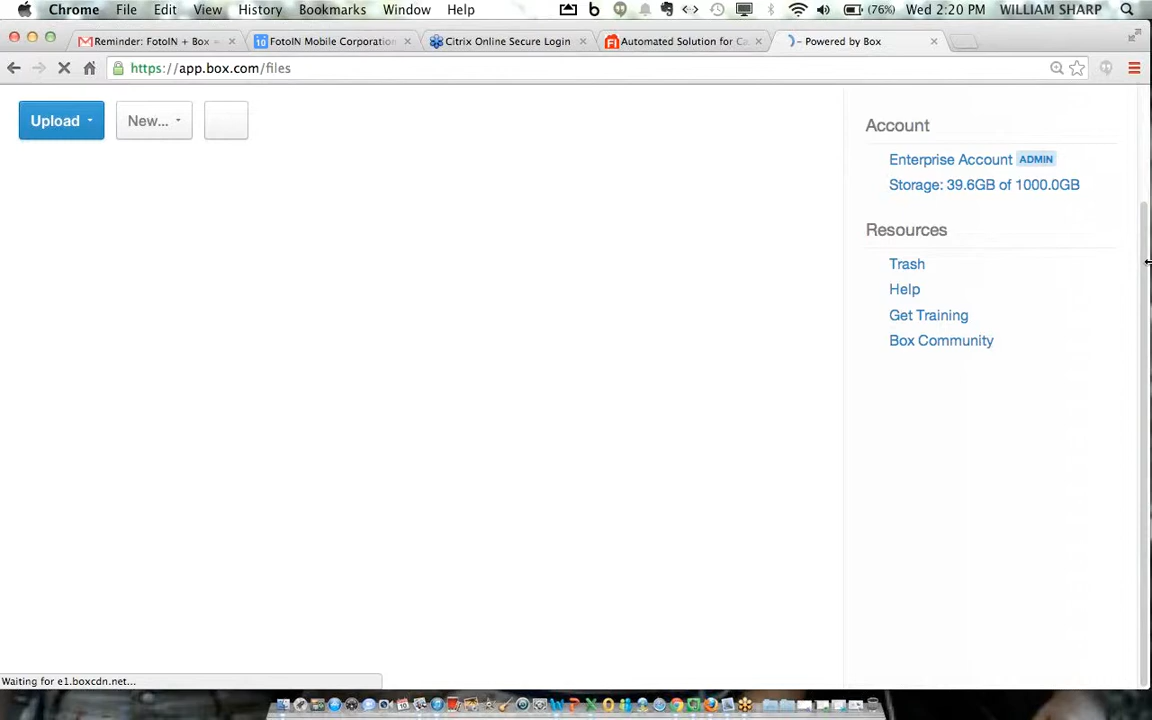 Chrome File Edit View History Bookmarks Window Help (76%) Wed 2:20 PM WILLIAM SHARP
Reminder: FotoIN + Box = FotoIN Mobile Corporation Citrix Online Secure Login Automated Solution for Ca - Powered by Box
https://app.box.com/files
Upload New...
Account
Enterprise Account ADMIN
Storage: 39.6GB of 1000.0GB
Resources
Trash
Help
Get Training
Box Community
Waiting for e1.boxcdn.net...